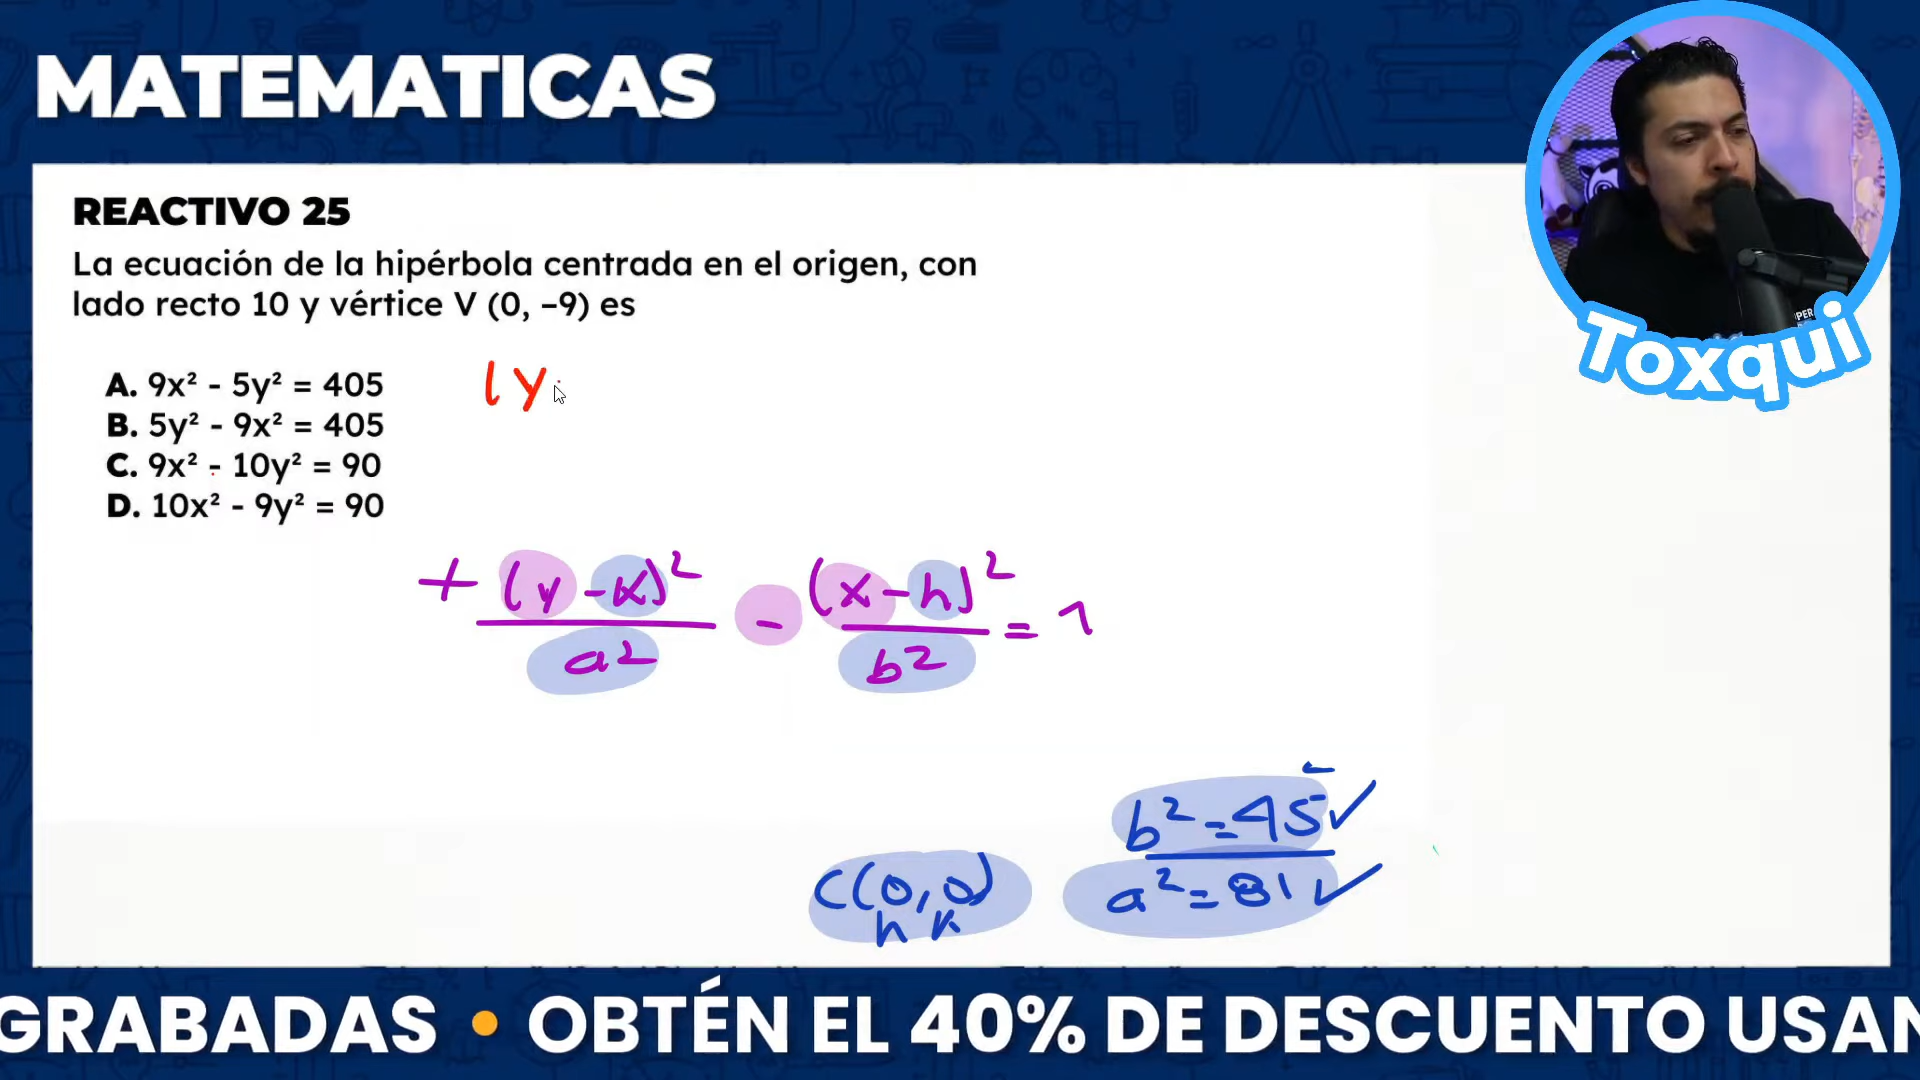 MATEMATICAS
REACTIVO 25
La ecuación de la hipérbola centrada en el origen, con
lado recto 10 y vértice V (0, –9) es
A. 9x² - 5y² = 405
B. 5y² - 9x² = 405
C. 9x² - 10y² = 90
D. 10x² - 9y² = 90
(y
+ (y - k)² / a² - (x - h)² / b² = 1
b² = 45 ✓
a² = 81 ✓
C(0, 0)
h k
Toxqui
GRABADAS • OBTÉN EL 40% DE DESCUENTO USAN